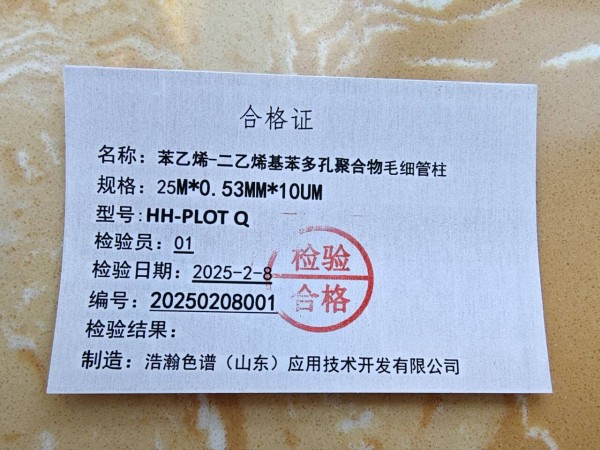 合格证
名称：苯乙烯-二乙烯基苯多孔聚合物毛细管柱
规格：25M*0.53MM*10UM
型号:HH-PLOT Q
检验员：01
检验日期：2025-2-8
编号：20250208001
检验结果：
检验
合格
制造：浩瀚色谱（山东）应用技术开发有限公司